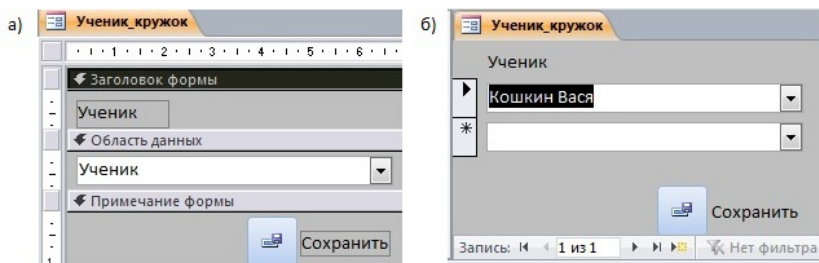 а)
Ученик_кружок
1 2 3 4 5 6
Заголовок формы
Ученик
Область данных
Ученик
Примечание формы
Сохранить
1
б)
Ученик_кружок
Ученик
Кошкин Вася
Сохранить
Запись: 1 из 1 Нет фильтра